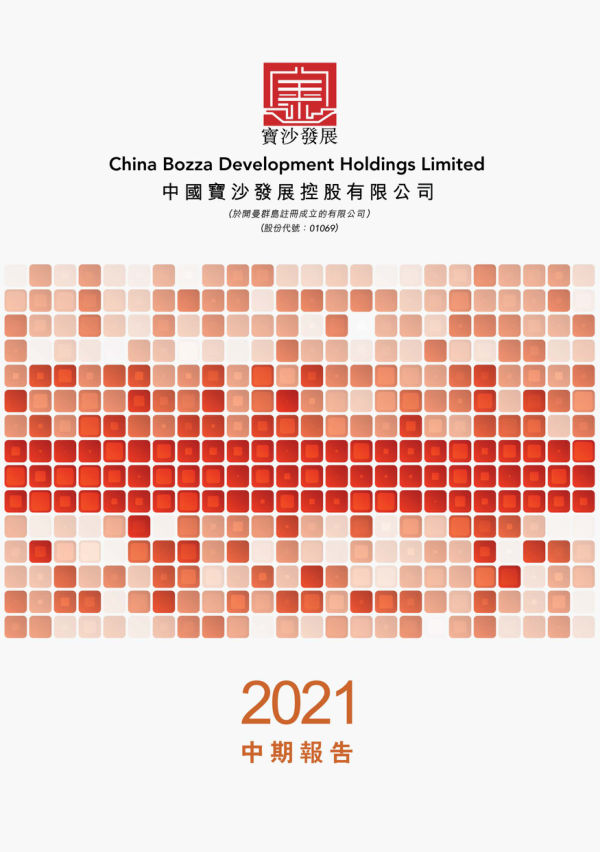 寶沙發展
China Bozza Development Holdings Limited
中國寶沙發展控股有限公司
（於開曼群島註冊成立的有限公司）
（股份代號：01069）
2021
中期報告